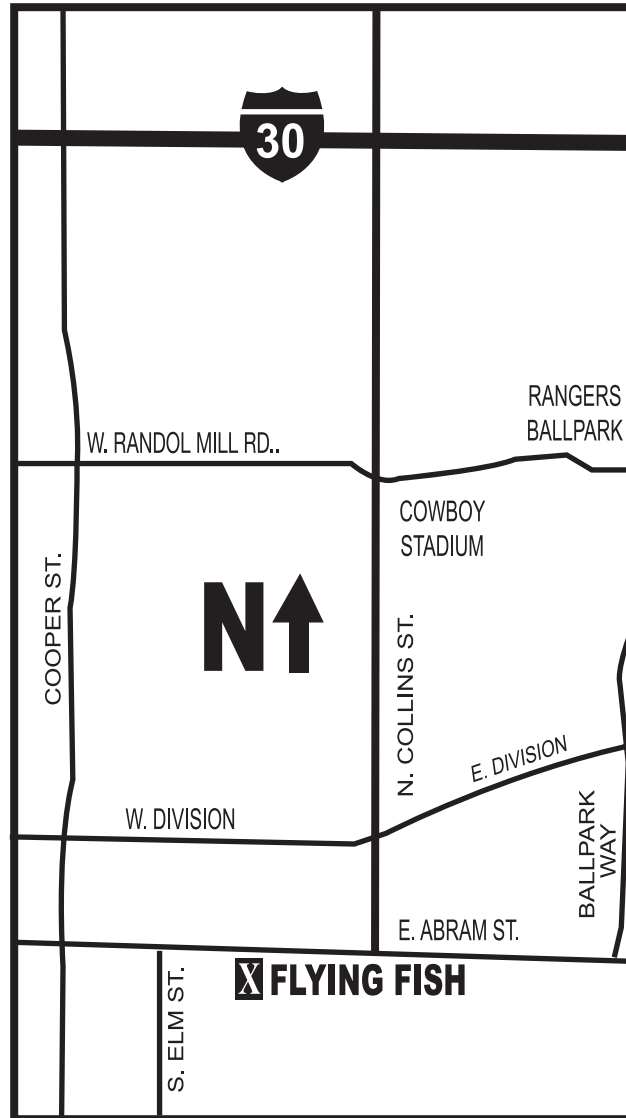 30
RANGERS
BALLPARK
W. RANDOL MILL RD..
COWBOY
STADIUM
COOPER ST.
N
N. COLLINS ST.
E. DIVISION
W. DIVISION
BALLPARK
WAY
E. ABRAM ST.
X FLYING FISH
S. ELM ST.